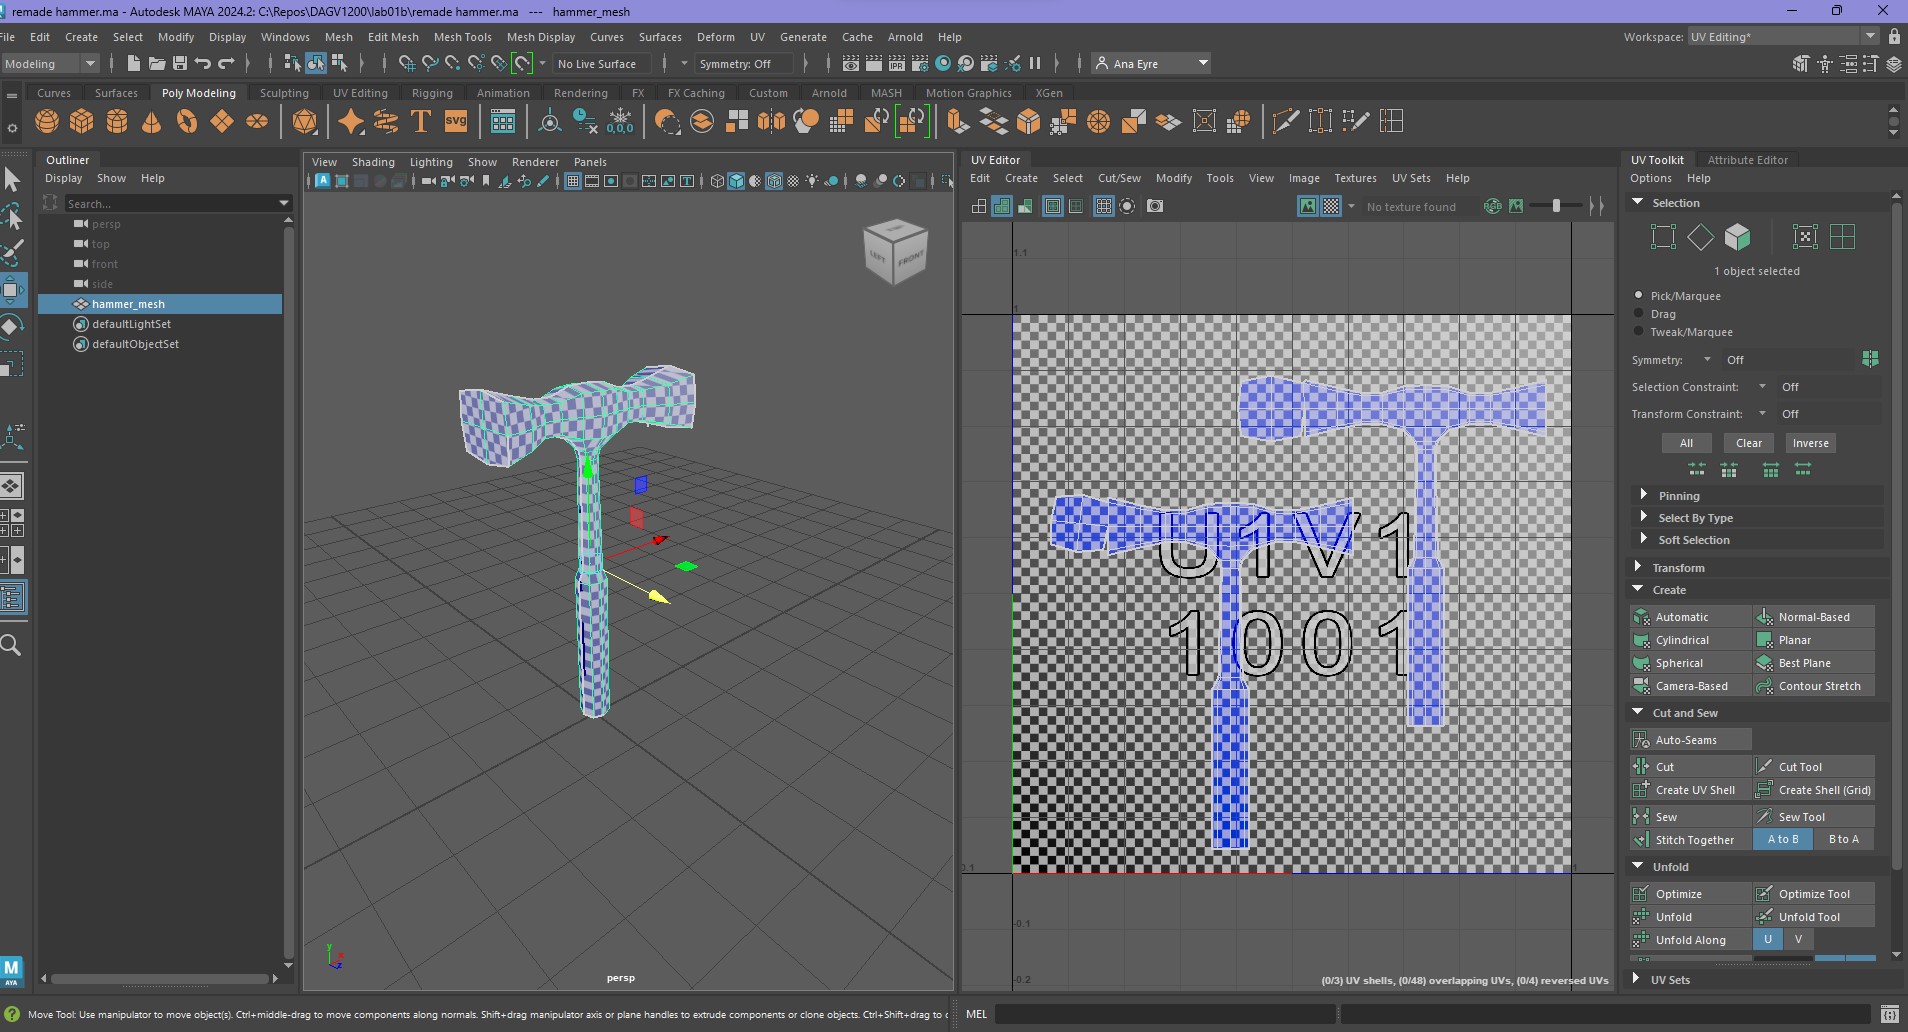 remade hammer.ma - Autodesk MAYA 2024.2: C:\Repos\DAGV1200\lab01b\remade hammer.ma --- hammer_mesh
File Edit Create Select Modify Display Windows Mesh Edit Mesh Mesh Tools Mesh Display Curves Surfaces Deform UV Generate Cache Arnold Help
Workspace: UV Editing*
Modeling
No Live Surface
Symmetry: Off
IPR
Ana Eyre
Curves Surfaces Poly Modeling Sculpting UV Editing Rigging Animation Rendering FX FX Caching Custom Arnold MASH Motion Graphics XGen
T svg 0,0,0
Outliner
Display Show Help
Search...
persp
top
front
side
hammer_mesh
defaultLightSet
defaultObjectSet
View Shading Lighting Show Renderer Panels
LEFT FRONT
y
x
z
persp
UV Editor
Edit Create Select Cut/Sew Modify Tools View Image Textures UV Sets Help
No texture found
RGB
1.1
1
U1V1
1001
0.1
1
-0.1
-0.2
(0/3) UV shells, (0/48) overlapping UVs, (0/4) reversed UVs
UV Toolkit Attribute Editor
Options Help
Selection
1 object selected
Pick/Marquee
Drag
Tweak/Marquee
Symmetry: Off
Selection Constraint: Off
Transform Constraint: Off
All Clear Inverse
Pinning
Select By Type
Soft Selection
Transform
Create
Automatic Normal-Based
Cylindrical Planar
Spherical Best Plane
Camera-Based Contour Stretch
Cut and Sew
Auto-Seams
Cut Cut Tool
Create UV Shell Create Shell (Grid)
Sew Sew Tool
Stitch Together A to B B to A
Unfold
Optimize Optimize Tool
Unfold Unfold Tool
Unfold Along U V
UV Sets
M
AYA
Move Tool: Use manipulator to move object(s). Ctrl+middle-drag to move components along normals. Shift+drag manipulator axis or plane handles to extrude components or clone objects. Ctrl+Shift+drag to c
MEL